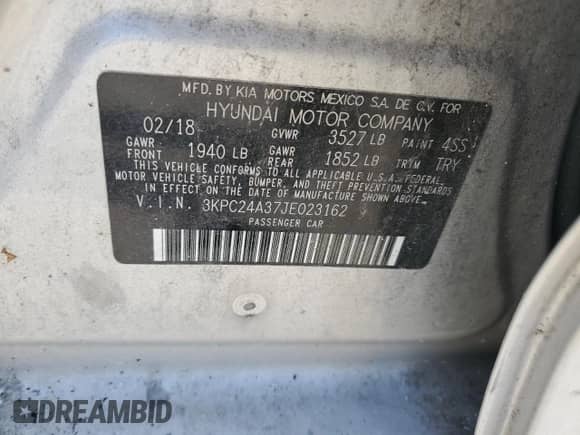 MFD. BY KIA MOTORS MEXICO S.A. DE C.V. FOR
HYUNDAI MOTOR COMPANY
02/18 GVWR 3527 LB PAINT 4SS
GAWR FRONT 1940 LB GAWR REAR 1852 LB TRIM TRY
THIS VEHICLE CONFORMS TO ALL APPLICABLE U.S.A. FEDERAL
MOTOR VEHICLE SAFETY, BUMPER, AND THEFT PREVENTION STANDARDS
IN EFFECT ON THE DATE OF MANUFACTURE SHOWN ABOVE.
V.I.N. 3KPC24A37JE023162
PASSENGER CAR
DREAMBID